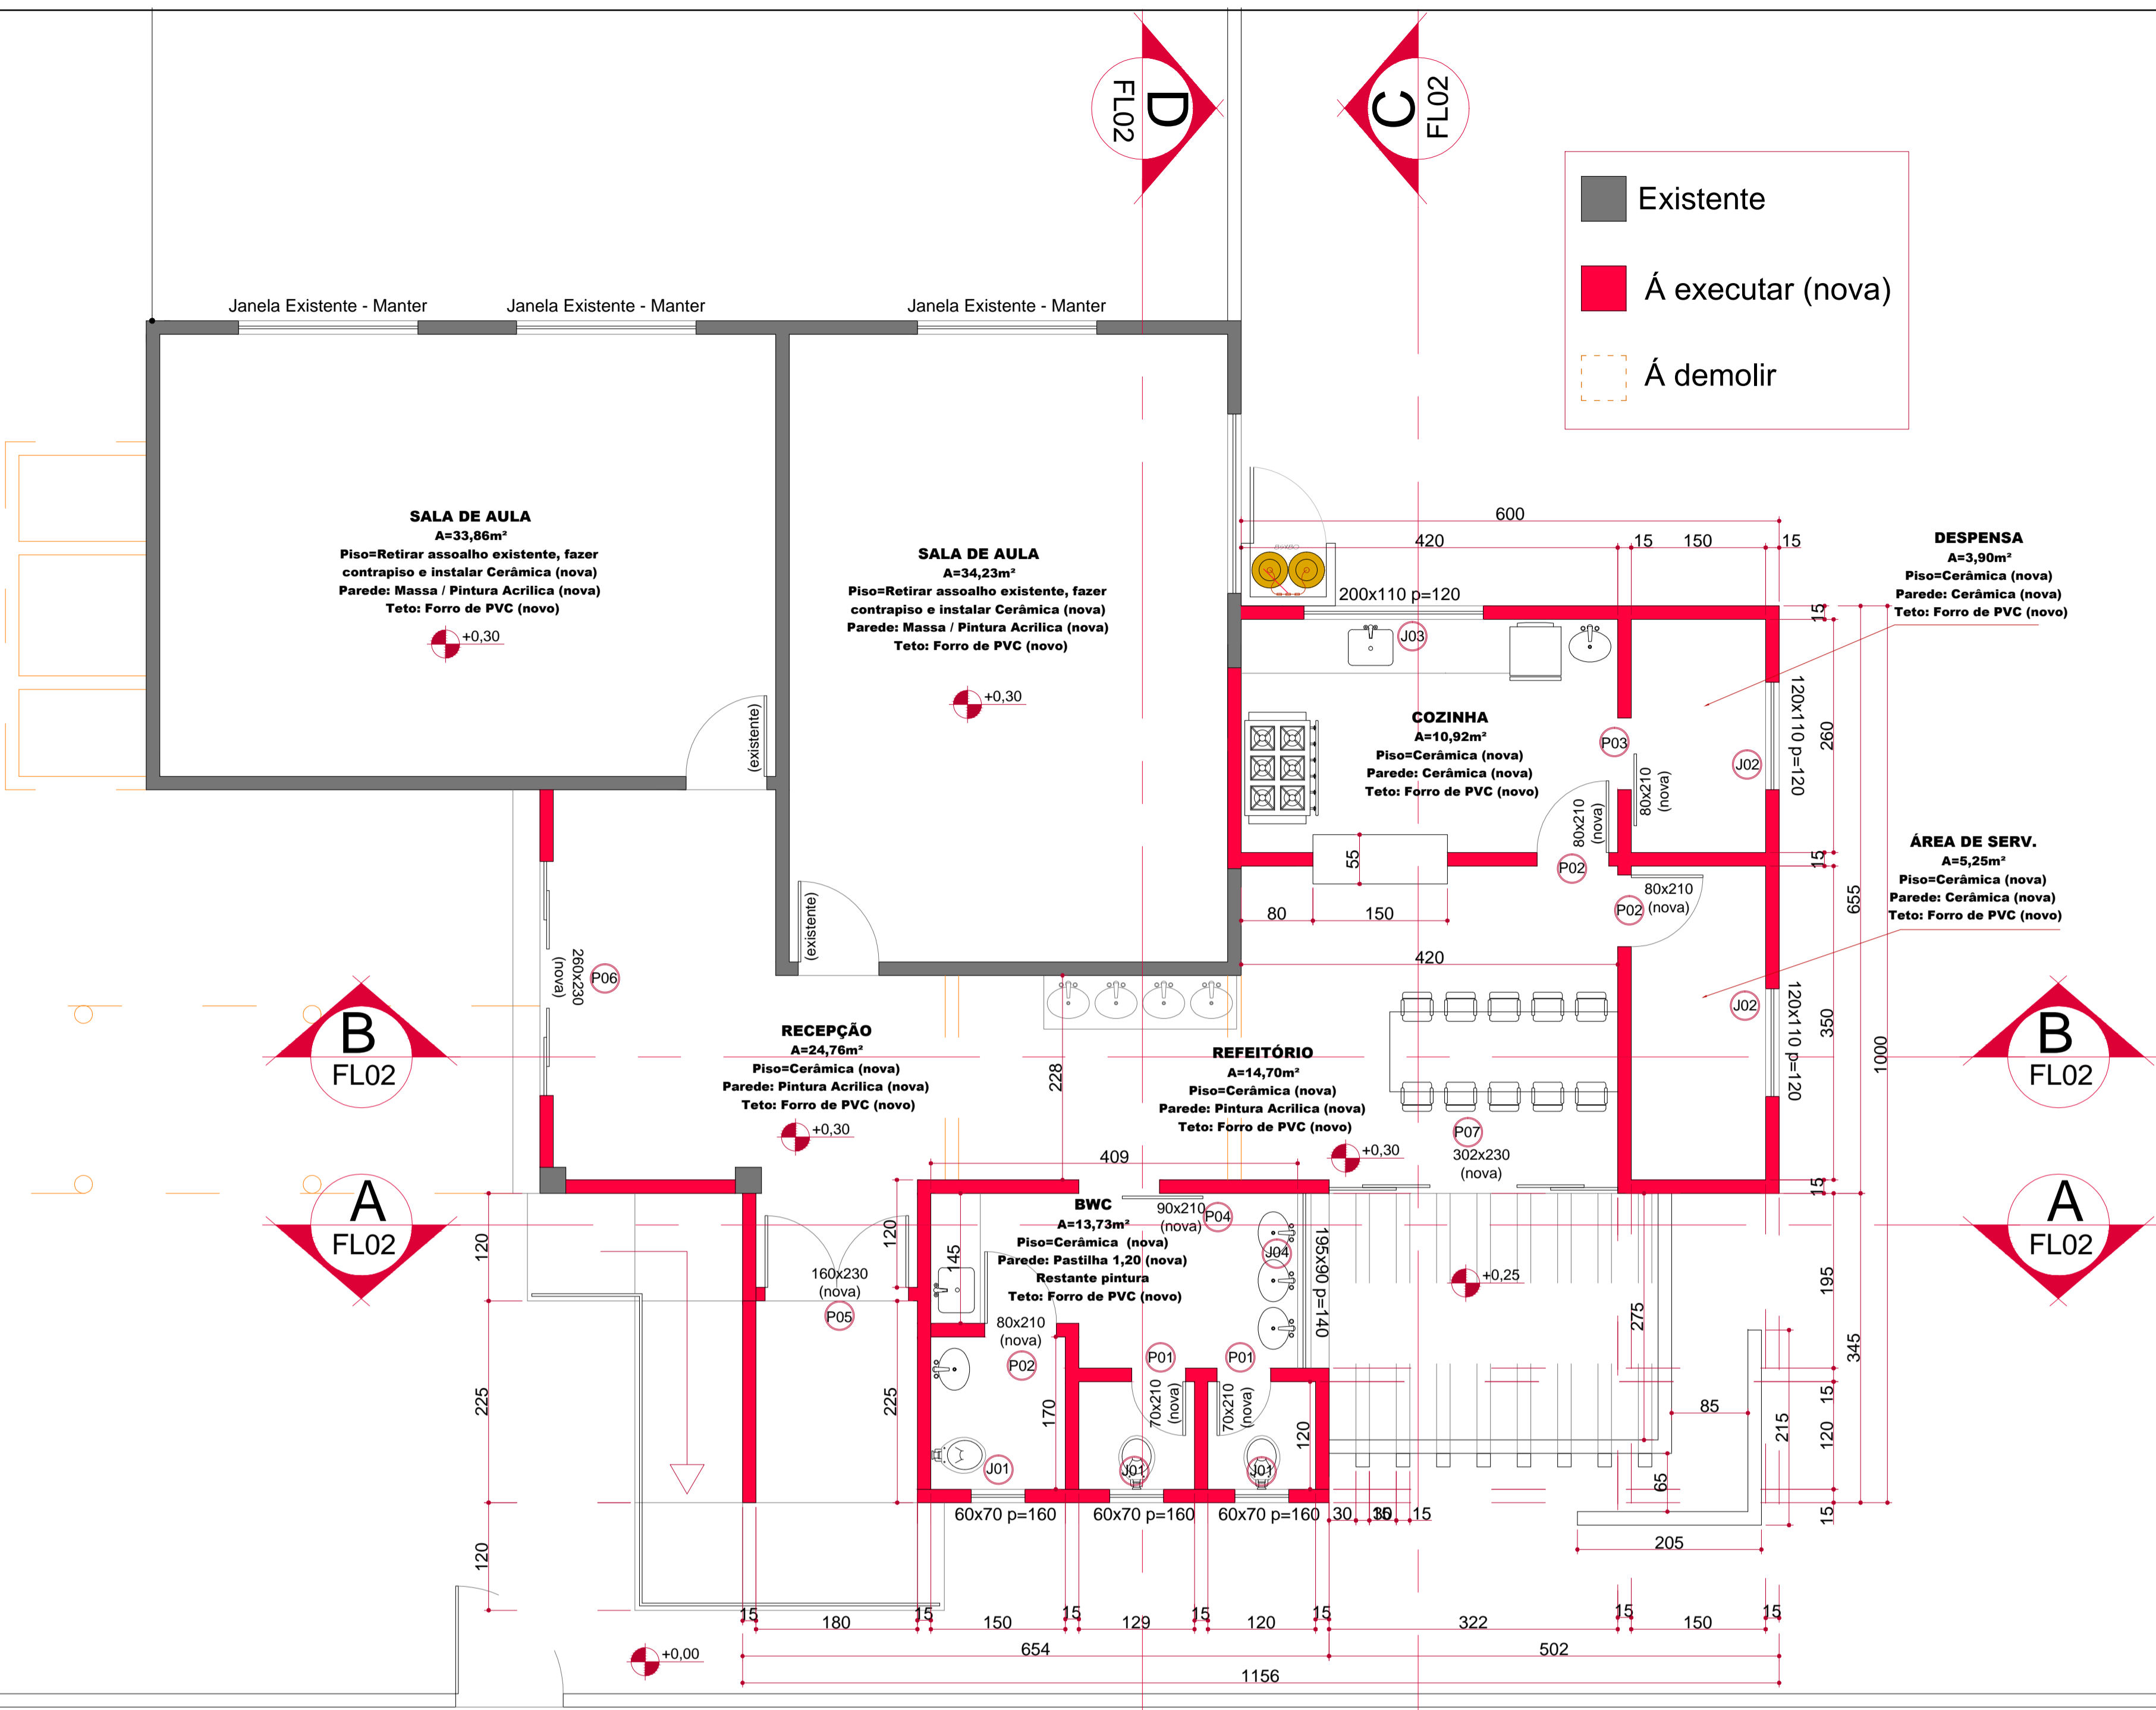 D
FL02
C
FL02
Existente
Á executar (nova)
Á demolir
Janela Existente - Manter
Janela Existente - Manter
Janela Existente - Manter
SALA DE AULA
A=33,86m²
Piso=Retirar assoalho existente, fazer
contrapiso e instalar Cerâmica (nova)
Parede: Massa / Pintura Acrilica (nova)
Teto: Forro de PVC (novo)
+0,30
(existente)
SALA DE AULA
A=34,23m²
Piso=Retirar assoalho existente, fazer
contrapiso e instalar Cerâmica (nova)
Parede: Massa / Pintura Acrilica (nova)
Teto: Forro de PVC (novo)
+0,30
(existente)
600
420
15
150
15
200x110 p=120
J03
DESPENSA
A=3,90m²
Piso=Cerâmica (nova)
Parede: Cerâmica (nova)
Teto: Forro de PVC (novo)
COZINHA
A=10,92m²
Piso=Cerâmica (nova)
Parede: Cerâmica (nova)
Teto: Forro de PVC (novo)
P03
80x210
(nova)
J02
120x110 p=120
15
260
15
655
80x210
(nova)
P02
55
80
150
420
P02
80x210
(nova)
ÁREA DE SERV.
A=5,25m²
Piso=Cerâmica (nova)
Parede: Cerâmica (nova)
Teto: Forro de PVC (novo)
J02
120x110 p=120
350
1000
15
260x230
(nova)
P06
B
FL02
B
FL02
RECEPÇÃO
A=24,76m²
Piso=Cerâmica (nova)
Parede: Pintura Acrilica (nova)
Teto: Forro de PVC (novo)
+0,30
228
REFEITÓRIO
A=14,70m²
Piso=Cerâmica (nova)
Parede: Pintura Acrilica (nova)
Teto: Forro de PVC (novo)
+0,30
P07
302x230
(nova)
409
A
FL02
A
FL02
BWC
A=13,73m²
Piso=Cerâmica (nova)
Parede: Pastilha 1,20 (nova)
Restante pintura
Teto: Forro de PVC (novo)
90x210
(nova)
P04
J04
195x90 p=140
+0,25
120
120
145
160x230
(nova)
P05
80x210
(nova)
P02
P01
P01
70x210
(nova)
70x210
(nova)
275
195
345
225
225
170
120
85
215
15
120
15
65
J01
J01
J01
60x70 p=160
60x70 p=160
60x70 p=160
30
15
205
120
15
180
15
150
15
129
15
120
15
322
15
150
15
654
502
1156
+0,00